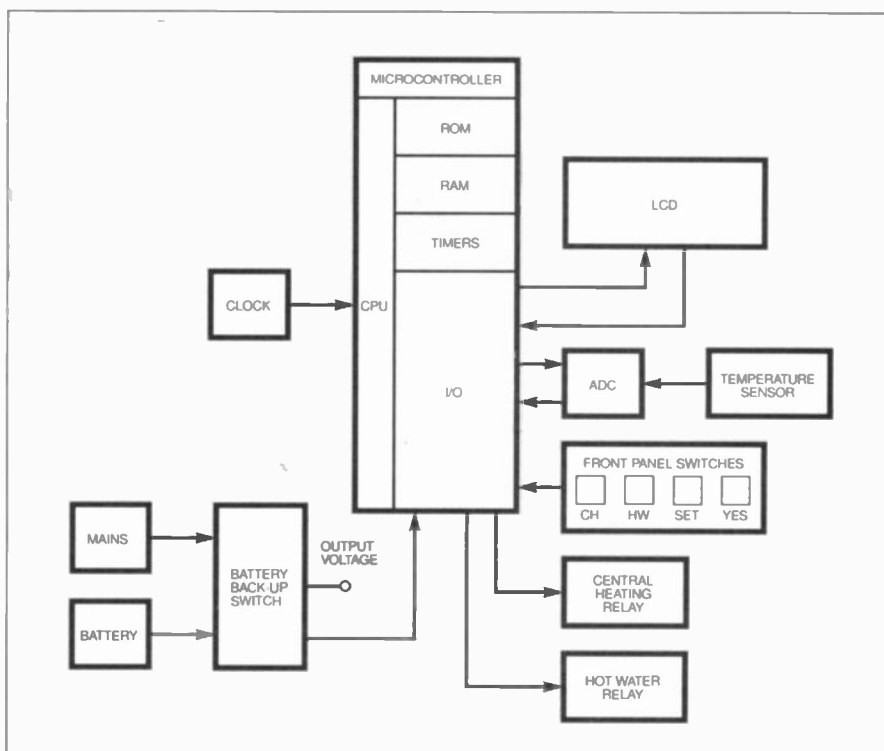 MICROCONTROLLER
ROM
RAM
TIMERS
CPU
I/O
LCD
CLOCK
ADC
TEMPERATURE
SENSOR
FRONT PANEL SWITCHES
CH HW SET YES
MAINS
BATTERY
BATTERY
BACK-UP
SWITCH
OUTPUT
VOLTAGE
CENTRAL
HEATING
RELAY
HOT WATER
RELAY